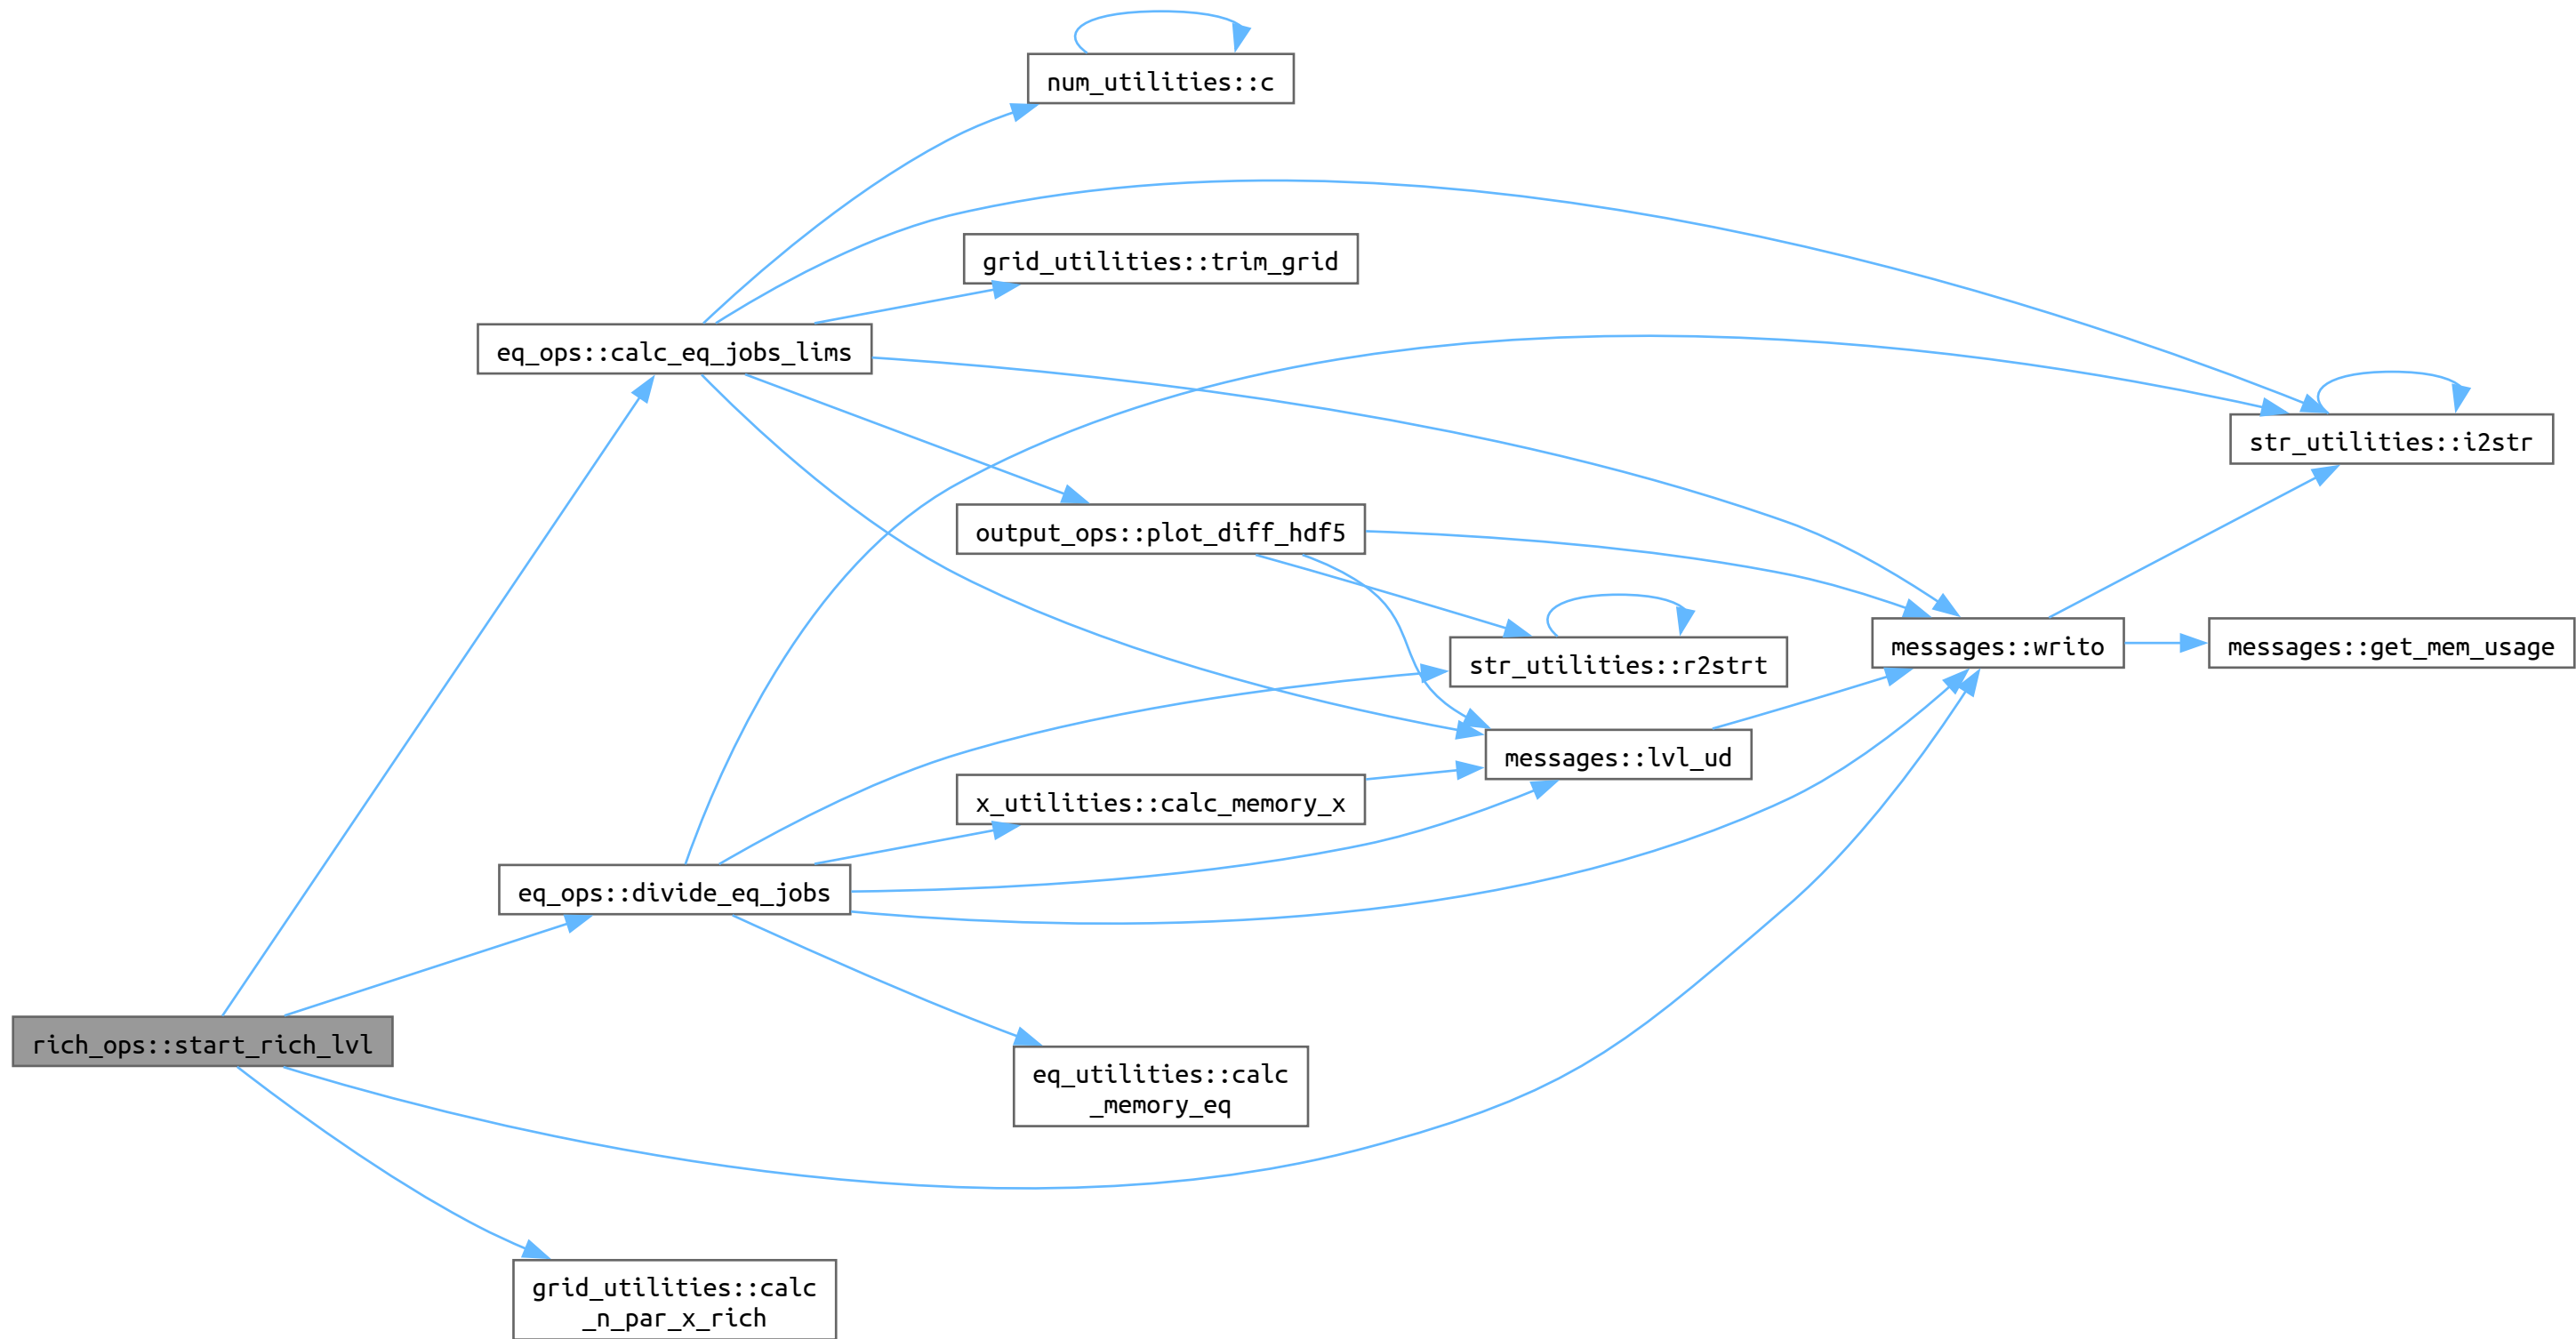 num_utilities::c
grid_utilities::trim_grid
eq_ops::calc_eq_jobs_lims
str_utilities::i2str
output_ops::plot_diff_hdf5
messages::writo
messages::get_mem_usage
str_utilities::r2strt
messages::lvl_ud
x_utilities::calc_memory_x
eq_ops::divide_eq_jobs
rich_ops::start_rich_lvl
eq_utilities::calc
_memory_eq
grid_utilities::calc
_n_par_x_rich